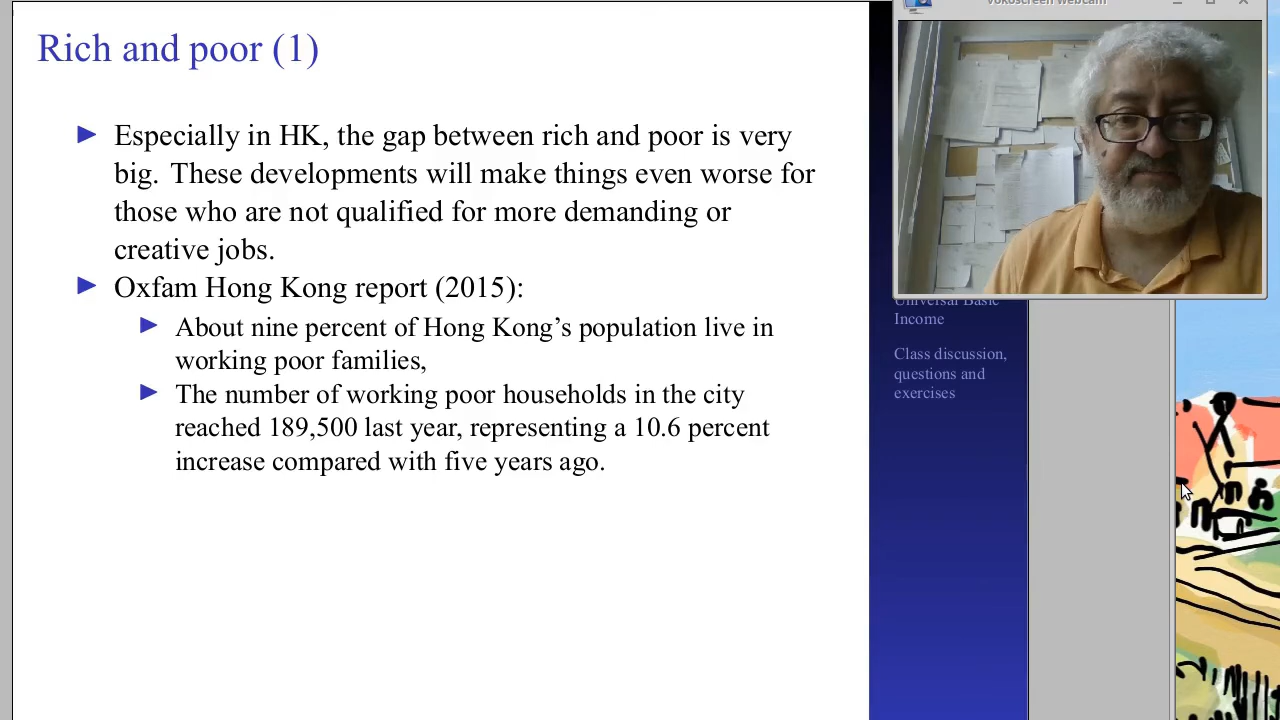 Rich and poor (1)
Especially in HK, the gap between rich and poor is very
big. These developments will make things even worse for
those who are not qualified for more demanding or
creative jobs.
Oxfam Hong Kong report (2015):
About nine percent of Hong Kong’s population live in
working poor families,
The number of working poor households in the city
reached 189,500 last year, representing a 10.6 percent
increase compared with five years ago.
vokoscreen webcam
Universal Basic
Income
Class discussion,
questions and
exercises